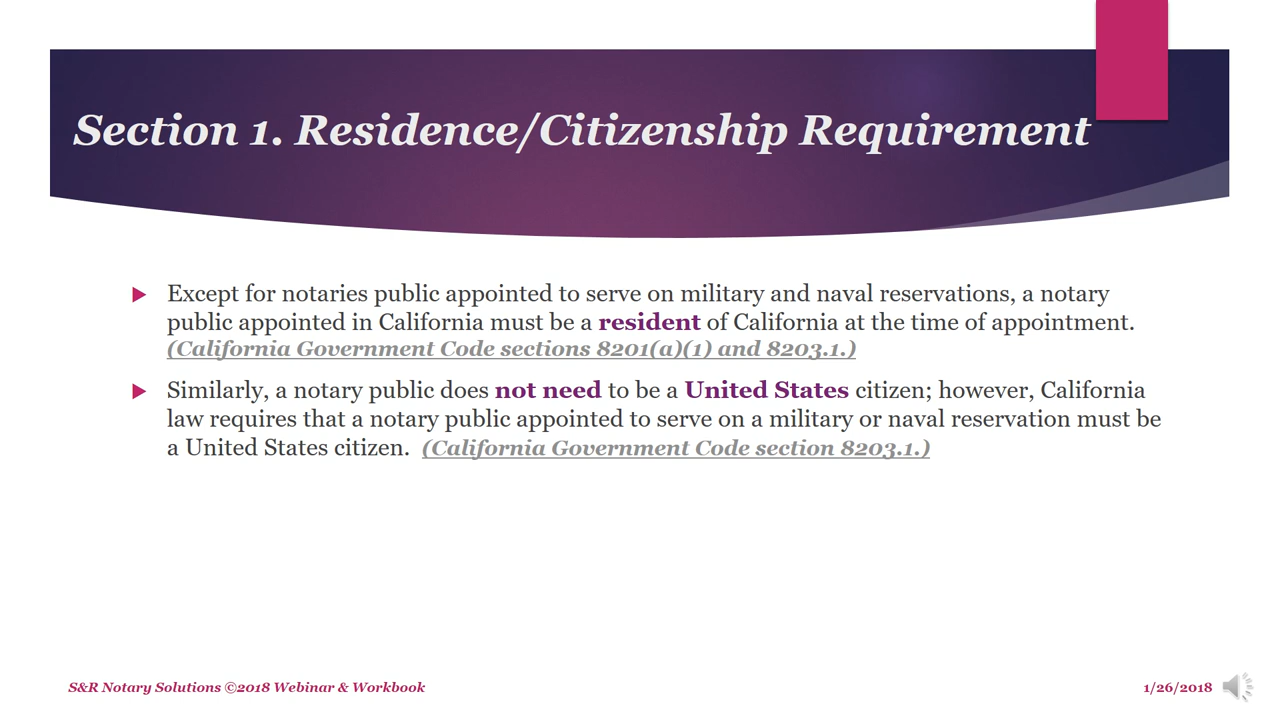 Section 1. Residence/Citizenship Requirement
Except for notaries public appointed to serve on military and naval reservations, a notary
public appointed in California must be a resident of California at the time of appointment.
(California Government Code sections 8201(a)(1) and 8203.1.)
Similarly, a notary public does not need to be a United States citizen; however, California
law requires that a notary public appointed to serve on a military or naval reservation must be
a United States citizen. (California Government Code section 8203.1.)
S&R Notary Solutions ©2018 Webinar & Workbook
1/26/2018